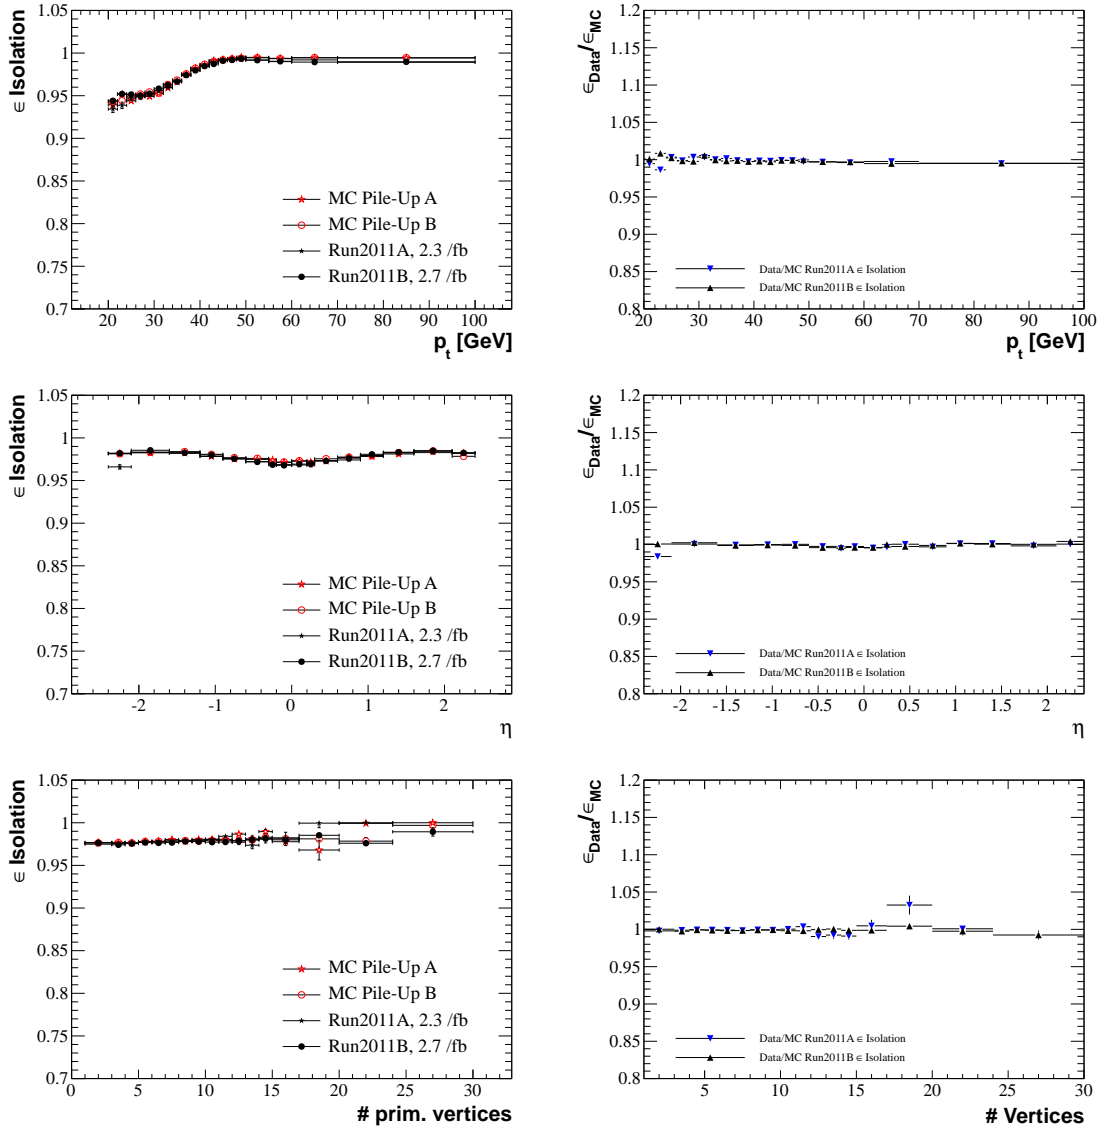 ∈ Isolation
1.05
1
0.95
0.9
0.85
0.8
0.75
0.7
MC Pile-Up A
MC Pile-Up B
Run2011A, 2.3 /fb
Run2011B, 2.7 /fb
20 30 40 50 60 70 80 90 100
p_t [GeV]
∈Data/∈MC
1.2
1.15
1.1
1.05
1
0.95
0.9
0.85
0.8
Data/MC Run2011A ∈ Isolation
Data/MC Run2011B ∈ Isolation
20 30 40 50 60 70 80 90 100
p_t [GeV]
∈ Isolation
1.05
1
0.95
0.9
0.85
0.8
0.75
0.7
MC Pile-Up A
MC Pile-Up B
Run2011A, 2.3 /fb
Run2011B, 2.7 /fb
-2 -1 0 1 2
η
∈Data/∈MC
1.2
1.15
1.1
1.05
1
0.95
0.9
0.85
0.8
Data/MC Run2011A ∈ Isolation
Data/MC Run2011B ∈ Isolation
-2 -1.5 -1 -0.5 0 0.5 1 1.5 2
η
∈ Isolation
1.05
1
0.95
0.9
0.85
0.8
0.75
0.7
MC Pile-Up A
MC Pile-Up B
Run2011A, 2.3 /fb
Run2011B, 2.7 /fb
0 5 10 15 20 25 30
# prim. vertices
∈Data/∈MC
1.2
1.15
1.1
1.05
1
0.95
0.9
0.85
0.8
Data/MC Run2011A ∈ Isolation
Data/MC Run2011B ∈ Isolation
5 10 15 20 25 30
# Vertices